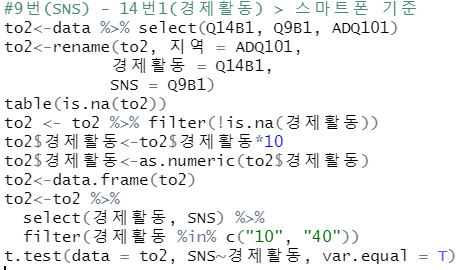 #9번(SNS) - 14번1(경제활동) > 스마트폰 기준
to2<-data %>% select(Q14B1, Q9B1, ADQ101)
to2<-rename(to2, 지역 = ADQ101,
            경제활동 = Q14B1,
            SNS = Q9B1)
table(is.na(to2))
to2 <- to2 %>% filter(!is.na(경제활동))
to2$경제활동<-to2$경제활동*10
to2$경제활동<-as.numeric(to2$경제활동)
to2<-data.frame(to2)
to2<-to2 %>%
  select(경제활동, SNS) %>%
  filter(경제활동 %in% c("10", "40"))
t.test(data = to2, SNS~경제활동, var.equal = T)